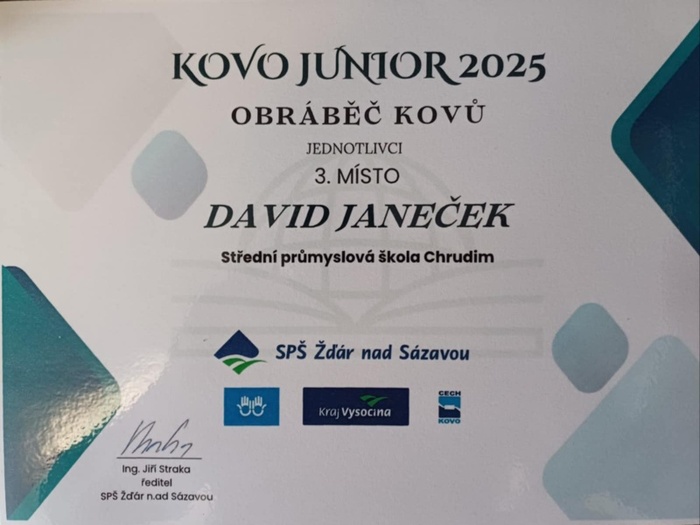 KOVO JUNIOR 2025
OBRÁBĚČ KOVŮ
JEDNOTLIVCI
3. MÍSTO
DAVID JANEČEK
Střední průmyslová škola Chrudim
SPŠ Žďár nad Sázavou
Kraj Vysočina
CECH
KOVO
Ing. Jiří Straka
ředitel
SPŠ Žďár n.ad Sázavou